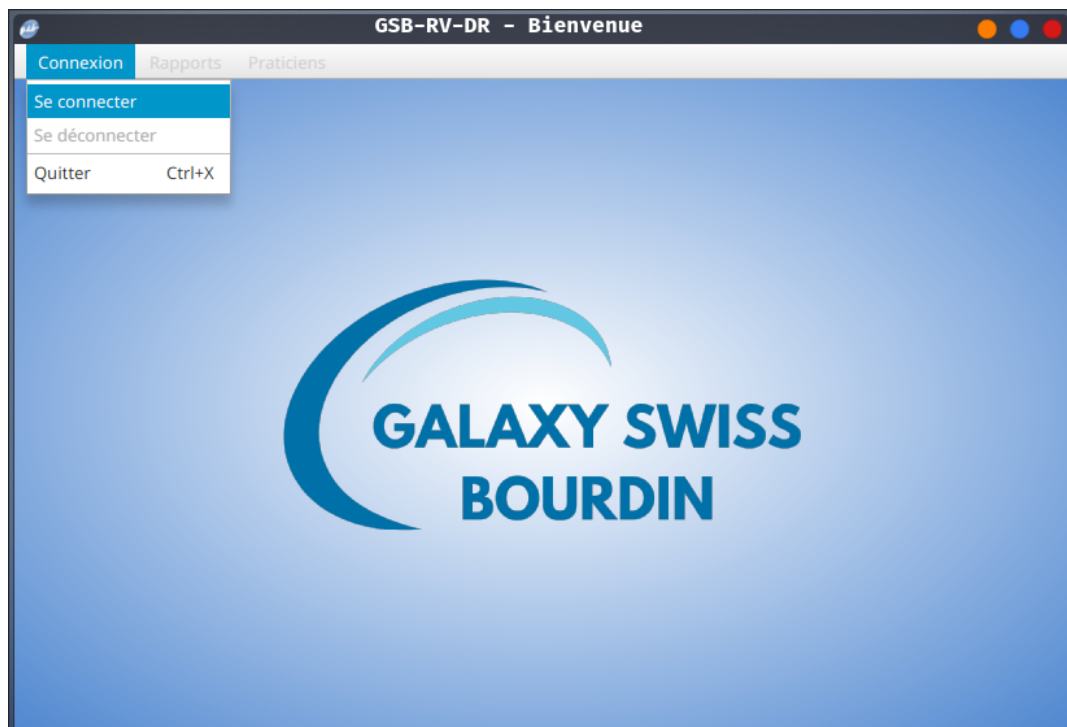 GSB-RV-DR - Bienvenue
Connexion Rapports Praticiens
Se connecter
Se déconnecter
Quitter Ctrl+X
GALAXY SWISS
BOURDIN